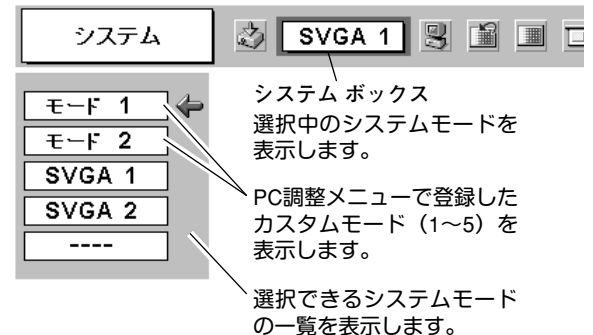 システム
SVGA 1
システム ボックス
選択中のシステムモードを
表示します。
モード 1
モード 2
SVGA 1
SVGA 2
----
PC調整メニューで登録した
カスタムモード（1～5）を
表示します。
選択できるシステムモード
の一覧を表示します。